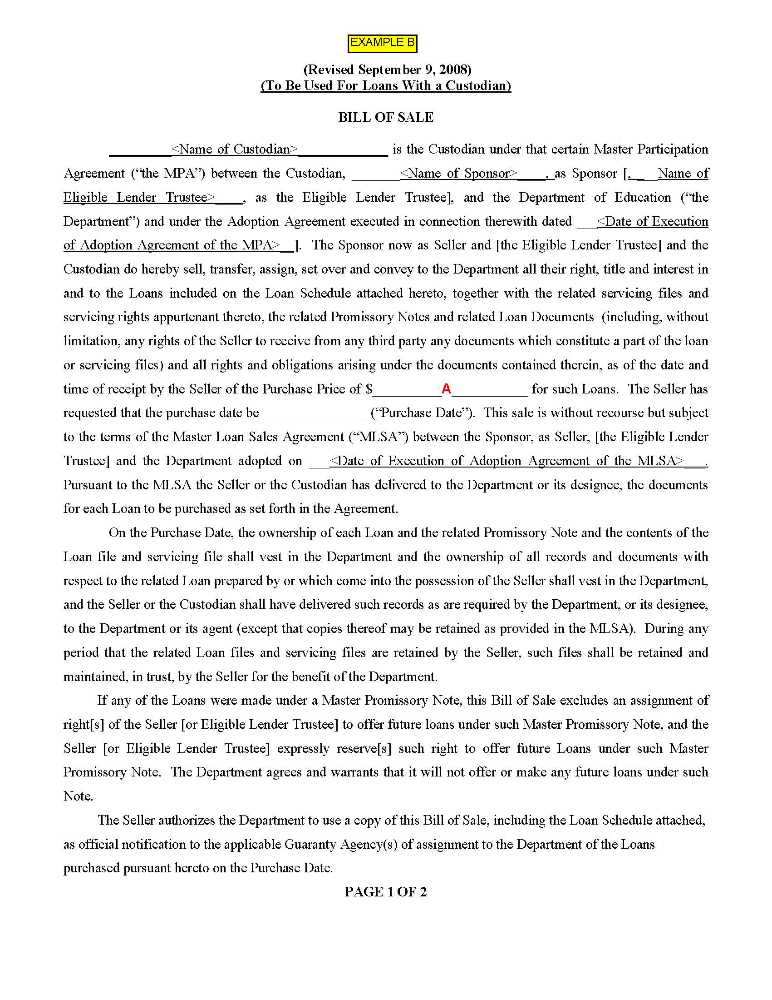 EXAMPLE B
(Revised September 9, 2008)
(To Be Used For Loans With a Custodian)
BILL OF SALE
_________<Name of Custodian>_____________ is the Custodian under that certain Master Participation
Agreement (“the MPA”) between the Custodian, _______<Name of Sponsor>____, as Sponsor [,_ __Name of
Eligible Lender Trustee>____, as the Eligible Lender Trustee], and the Department of Education (“the
Department”) and under the Adoption Agreement executed in connection therewith dated ___<Date of Execution
of Adoption Agreement of the MPA>__]. The Sponsor now as Seller and [the Eligible Lender Trustee] and the
Custodian do hereby sell, transfer, assign, set over and convey to the Department all their right, title and interest in
and to the Loans included on the Loan Schedule attached hereto, together with the related servicing files and
servicing rights appurtenant thereto, the related Promissory Notes and related Loan Documents (including, without
limitation, any rights of the Seller to receive from any third party any documents which constitute a part of the loan
or servicing files) and all rights and obligations arising under the documents contained therein, as of the date and
time of receipt by the Seller of the Purchase Price of $__________A___________ for such Loans. The Seller has
requested that the purchase date be _______________ (“Purchase Date”). This sale is without recourse but subject
to the terms of the Master Loan Sales Agreement (“MLSA”) between the Sponsor, as Seller, [the Eligible Lender
Trustee] and the Department adopted on ___<Date of Execution of Adoption Agreement of the MLSA>___.
Pursuant to the MLSA the Seller or the Custodian has delivered to the Department or its designee, the documents
for each Loan to be purchased as set forth in the Agreement.
On the Purchase Date, the ownership of each Loan and the related Promissory Note and the contents of the
Loan file and servicing file shall vest in the Department and the ownership of all records and documents with
respect to the related Loan prepared by or which come into the possession of the Seller shall vest in the Department,
and the Seller or the Custodian shall have delivered such records as are required by the Department, or its designee,
to the Department or its agent (except that copies thereof may be retained as provided in the MLSA). During any
period that the related Loan files and servicing files are retained by the Seller, such files shall be retained and
maintained, in trust, by the Seller for the benefit of the Department.
If any of the Loans were made under a Master Promissory Note, this Bill of Sale excludes an assignment of
right[s] of the Seller [or Eligible Lender Trustee] to offer future loans under such Master Promissory Note, and the
Seller [or Eligible Lender Trustee] expressly reserve[s] such right to offer future Loans under such Master
Promissory Note. The Department agrees and warrants that it will not offer or make any future loans under such
Note.
The Seller authorizes the Department to use a copy of this Bill of Sale, including the Loan Schedule attached,
as official notification to the applicable Guaranty Agency(s) of assignment to the Department of the Loans
purchased pursuant hereto on the Purchase Date.
PAGE 1 OF 2